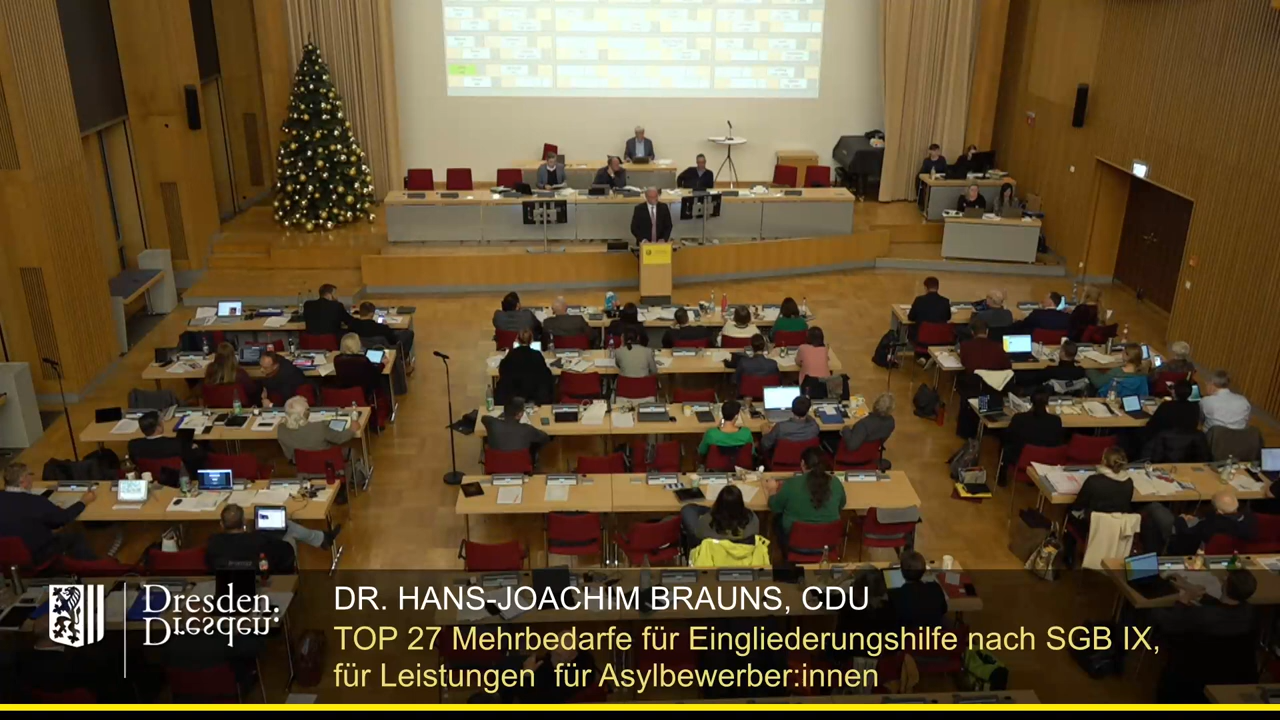 Dresden.
Dresden.
DR. HANS-JOACHIM BRAUNS, CDU
TOP 27 Mehrbedarfe für Eingliederungshilfe nach SGB IX,
für Leistungen  für Asylbewerber:innen